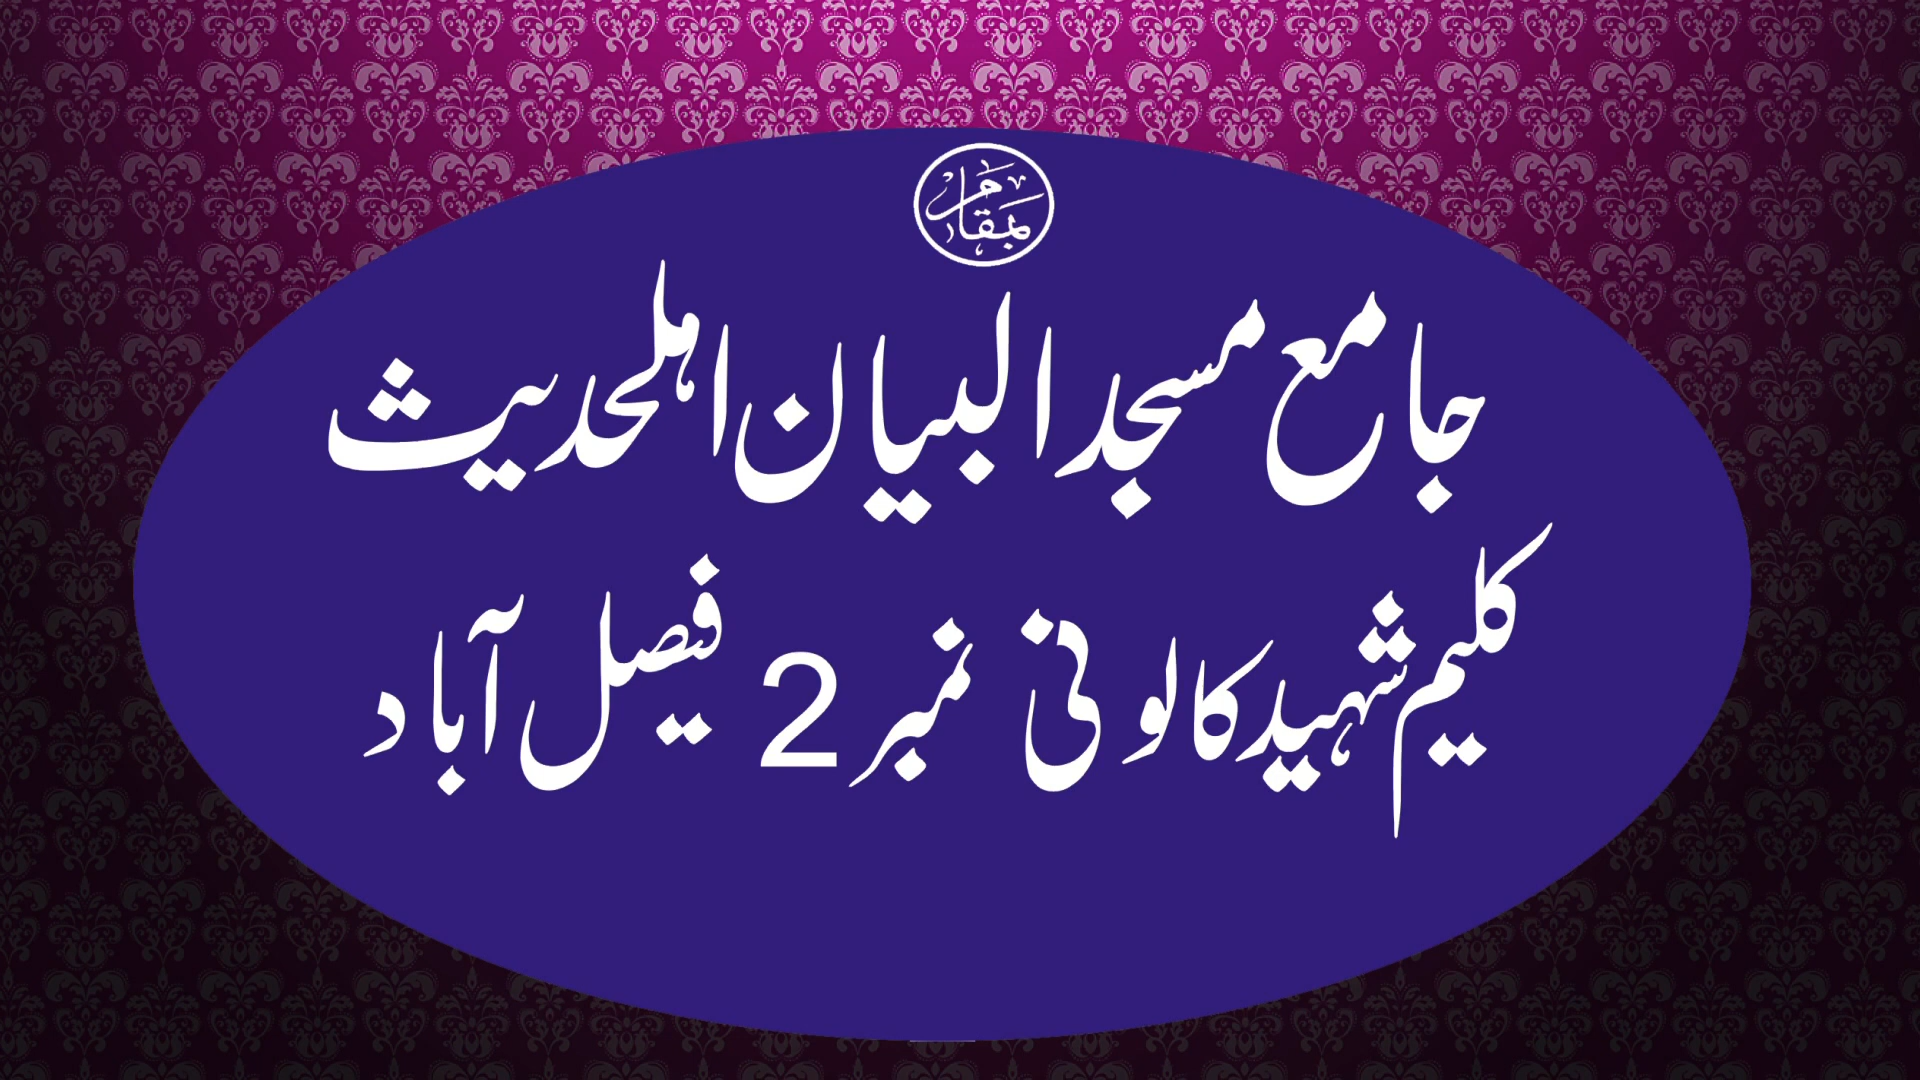 بمقام
جامع مسجد البیان اہلحدیث
کلیم شہید کالونی نمبر 2 فیصل آباد